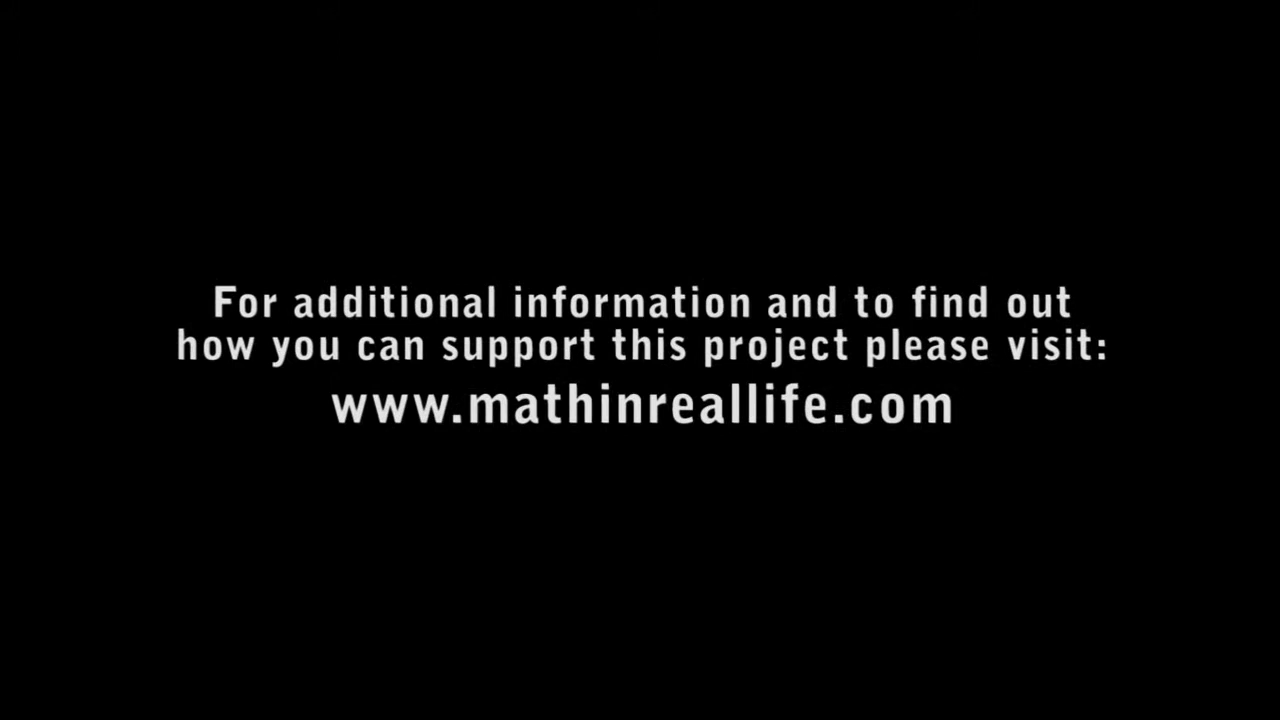 For additional information and to find out
how you can support this project please visit:
www.mathinreallife.com